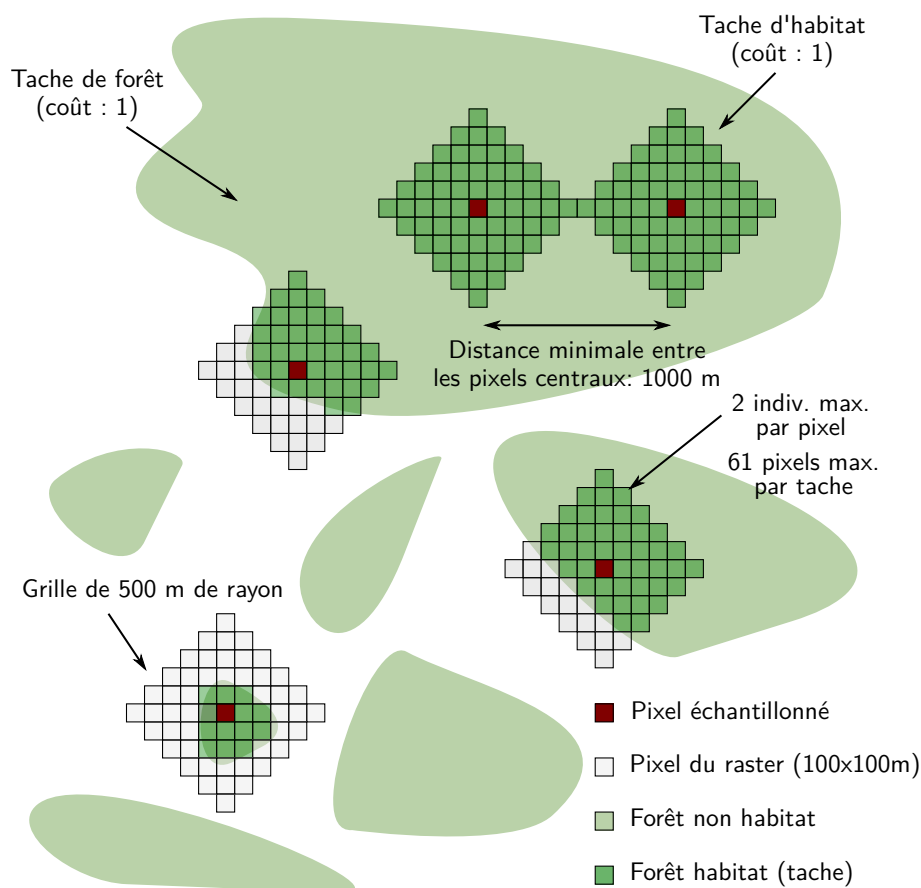 Tache d'habitat
(coût : 1)
Tache de forêt
(coût : 1)
Distance minimale entre
les pixels centraux: 1000 m
2 indiv. max.
par pixel
61 pixels max.
par tache
Grille de 500 m de rayon
Pixel échantillonné
Pixel du raster (100x100m)
Forêt non habitat
Forêt habitat (tache)